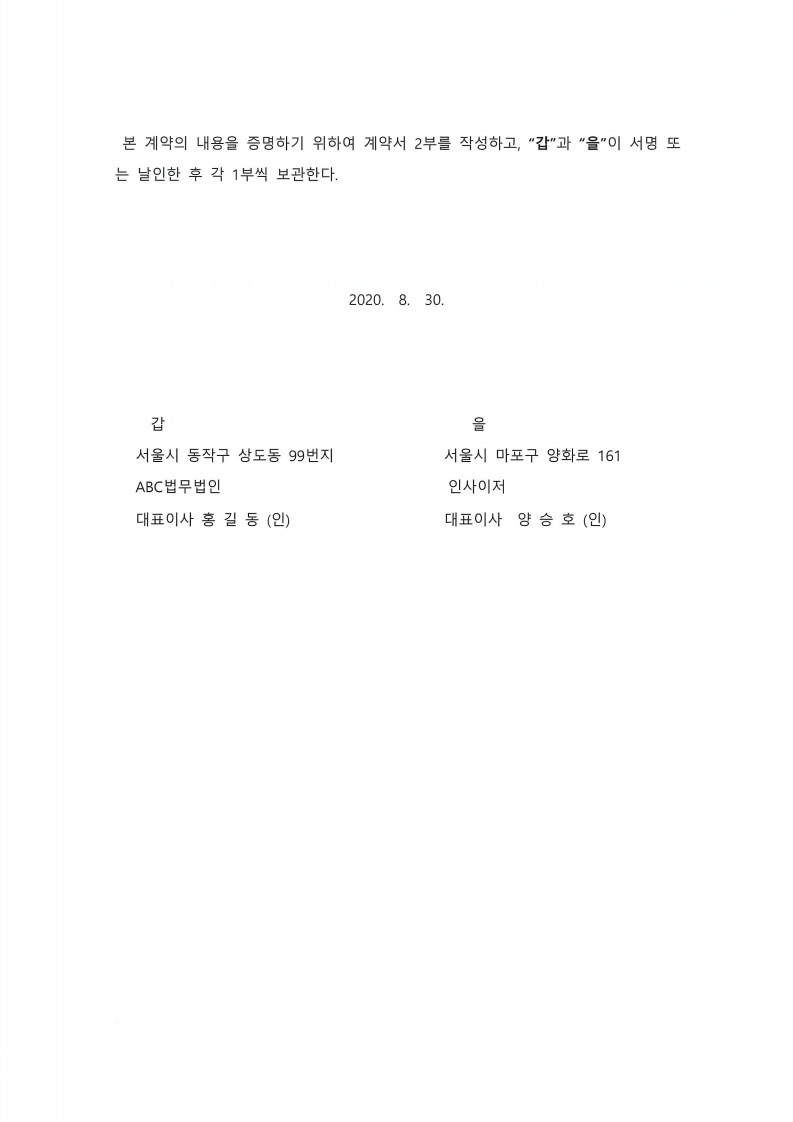 본 계약의 내용을 증명하기 위하여 계약서 2부를 작성하고, “갑”과 “을”이 서명 또
는 날인한 후 각 1부씩 보관한다.
2020. 8. 30.
갑 을
서울시 동작구 상도동 99번지 서울시 마포구 양화로 161
ABC법무법인 인사이저
대표이사 홍 길 동 (인) 대표이사 양 승 호 (인)